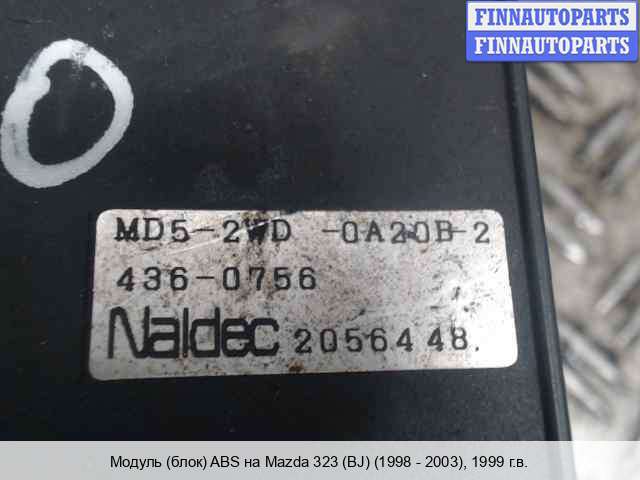 FINNAUTOPARTS
FINNAUTOPARTS
0
MD5-2WD -0A20B-2
436-0756
Naldec 2056448.
Модуль (блок) ABS на Mazda 323 (BJ) (1998 - 2003), 1999 г.в.